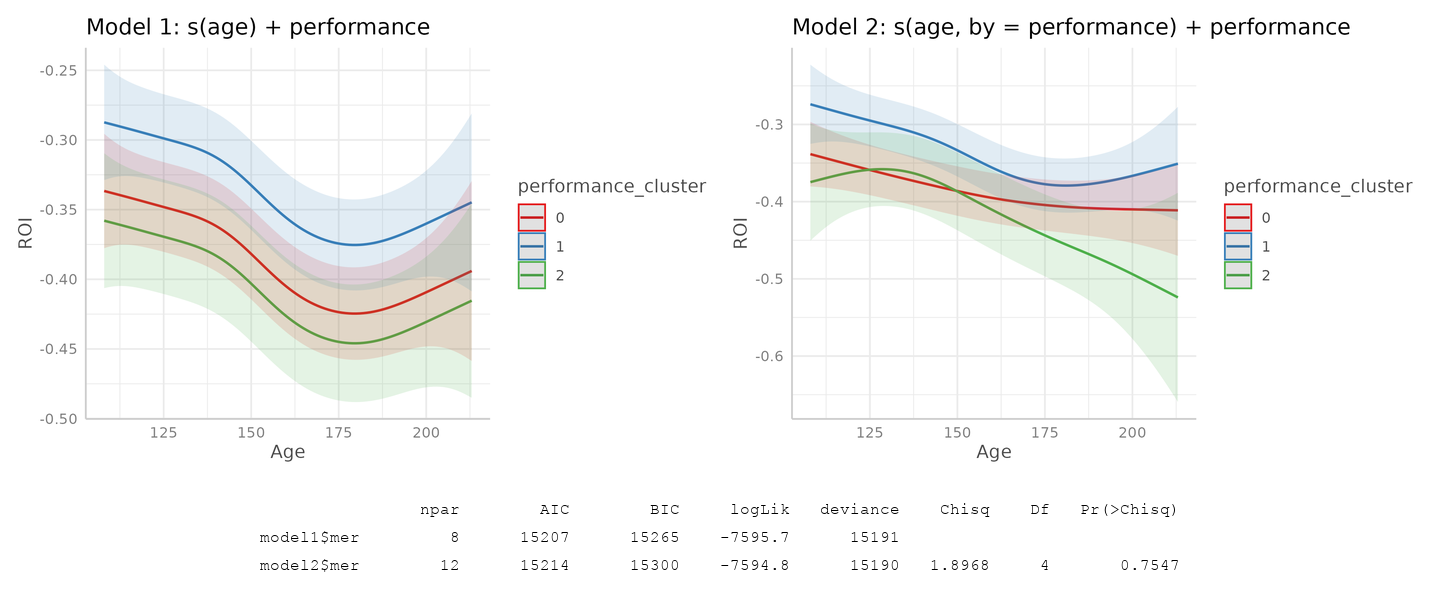 Model 1: s(age) + performance
-0.25
-0.30
-0.35
-0.40
-0.45
-0.50
ROI
125 150 175 200
Age
performance_cluster
0
1
2
Model 2: s(age, by = performance) + performance
-0.3
-0.4
-0.5
-0.6
ROI
125 150 175 200
Age
performance_cluster
0
1
2
npar AIC BIC logLik deviance Chisq Df Pr(>Chisq)
model1$mer 8 15207 15265 -7595.7 15191
model2$mer 12 15214 15300 -7594.8 15190 1.8968 4 0.7547